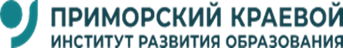 ПРИМОРСКИЙ КРАЕВОЙ
ИНСТИТУТ РАЗВИТИЯ ОБРАЗОВАНИЯ